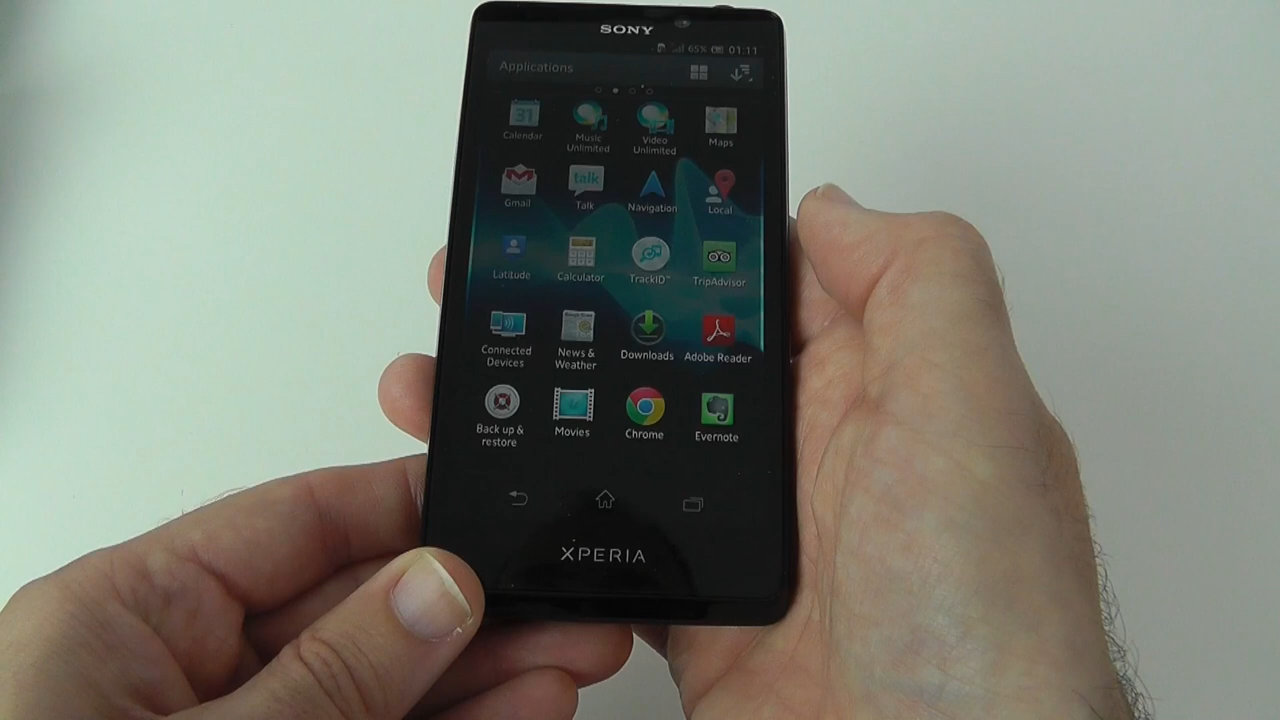 SONY
65% 01:11
Applications
31
Calendar
Music
Unlimited
Video
Unlimited
Maps
talk
Gmail
Talk
Navigation
Local
Latitude
Calculator
TrackID™
TripAdvisor
Connected
Devices
News &
Weather
Downloads
Adobe Reader
Back up &
restore
Movies
Chrome
Evernote
XPERIA